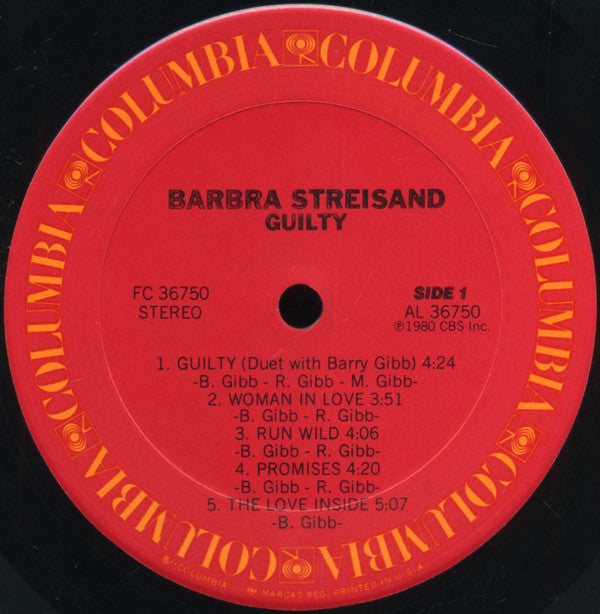 COLUMBIA COLUMBIA COLUMBIA COLUMBIA COLUMBIA COLUMBIA
BARBRA STREISAND
GUILTY
FC 36750
STEREO
SIDE 1
AL 36750
℗1980 CBS Inc.
1. GUILTY (Duet with Barry Gibb) 4:24
-B. Gibb - R. Gibb - M. Gibb-
2. WOMAN IN LOVE 3:51
-B. Gibb - R. Gibb-
3. RUN WILD 4:06
-B. Gibb - R. Gibb-
4. PROMISES 4:20
-B. Gibb - R. Gibb-
5. THE LOVE INSIDE 5:07
-B. Gibb-
COLUMBIA MARCAS REG. PRINTED IN U.S.A.